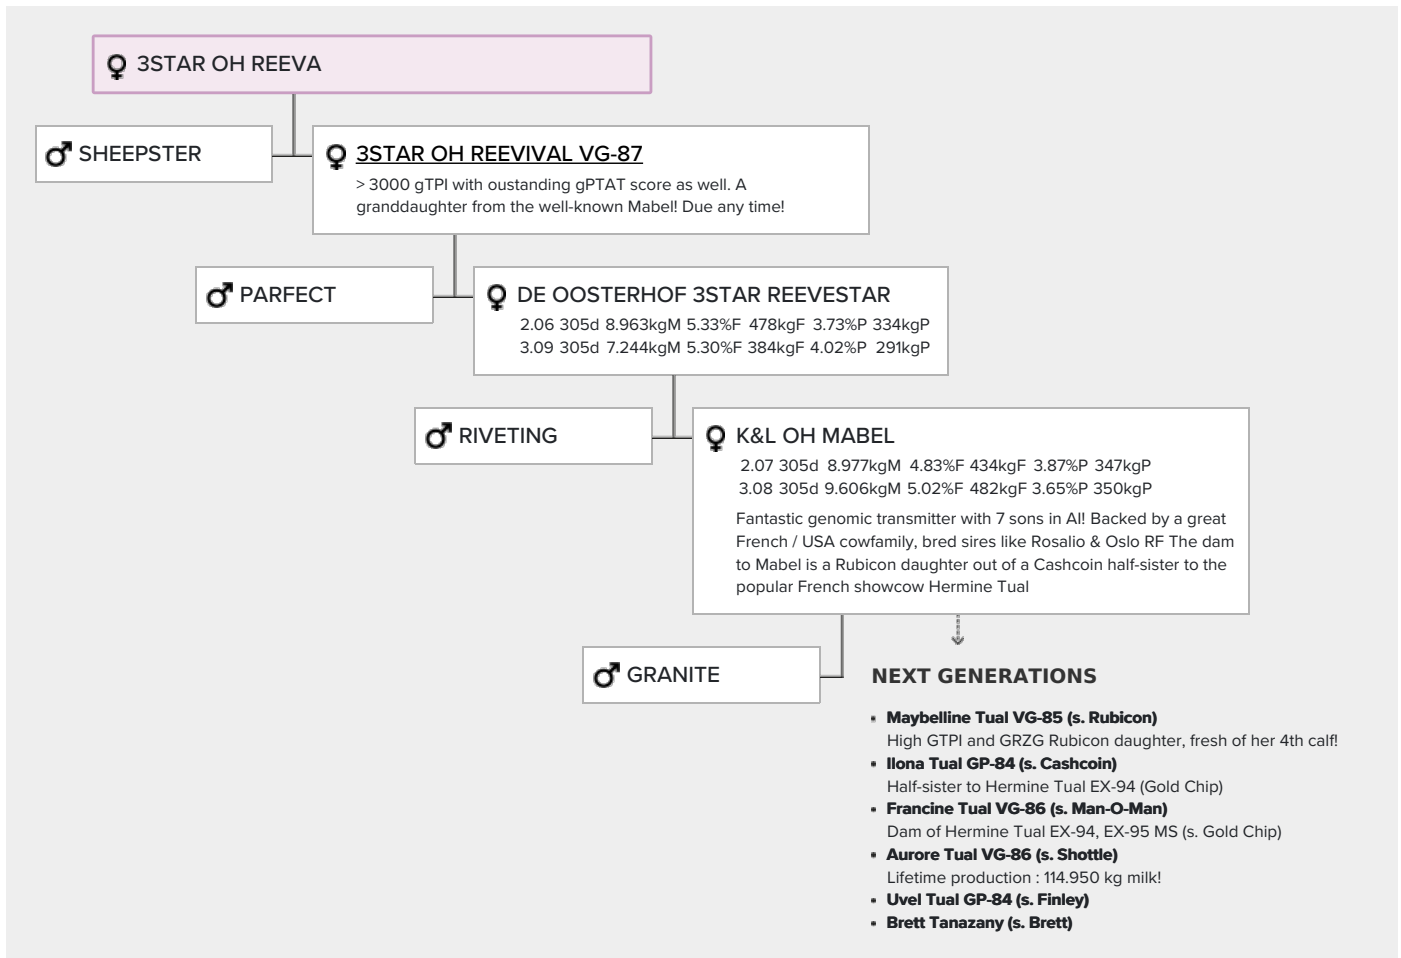 3STAR OH REEVA
SHEEPSTER
3STAR OH REEVIVAL VG-87
> 3000 gTPI with oustanding gPTAT score as well. A
granddaughter from the well-known Mabel! Due any time!
PARFECT
DE OOSTERHOF 3STAR REEVESTAR
2.06 305d 8.963kgM 5.33%F 478kgF 3.73%P 334kgP
3.09 305d 7.244kgM 5.30%F 384kgF 4.02%P 291kgP
RIVETING
K&L OH MABEL
2.07 305d 8.977kgM 4.83%F 434kgF 3.87%P 347kgP
3.08 305d 9.606kgM 5.02%F 482kgF 3.65%P 350kgP
Fantastic genomic transmitter with 7 sons in AI! Backed by a great
French / USA cowfamily, bred sires like Rosalio & Oslo RF The dam
to Mabel is a Rubicon daughter out of a Cashcoin half-sister to the
popular French showcow Hermine Tual
GRANITE
NEXT GENERATIONS
Maybelline Tual VG-85 (s. Rubicon)
High GTPI and GRZG Rubicon daughter, fresh of her 4th calf!
Ilona Tual GP-84 (s. Cashcoin)
Half-sister to Hermine Tual EX-94 (Gold Chip)
Francine Tual VG-86 (s. Man-O-Man)
Dam of Hermine Tual EX-94, EX-95 MS (s. Gold Chip)
Aurore Tual VG-86 (s. Shottle)
Lifetime production : 114.950 kg milk!
Uvel Tual GP-84 (s. Finley)
Brett Tanazany (s. Brett)